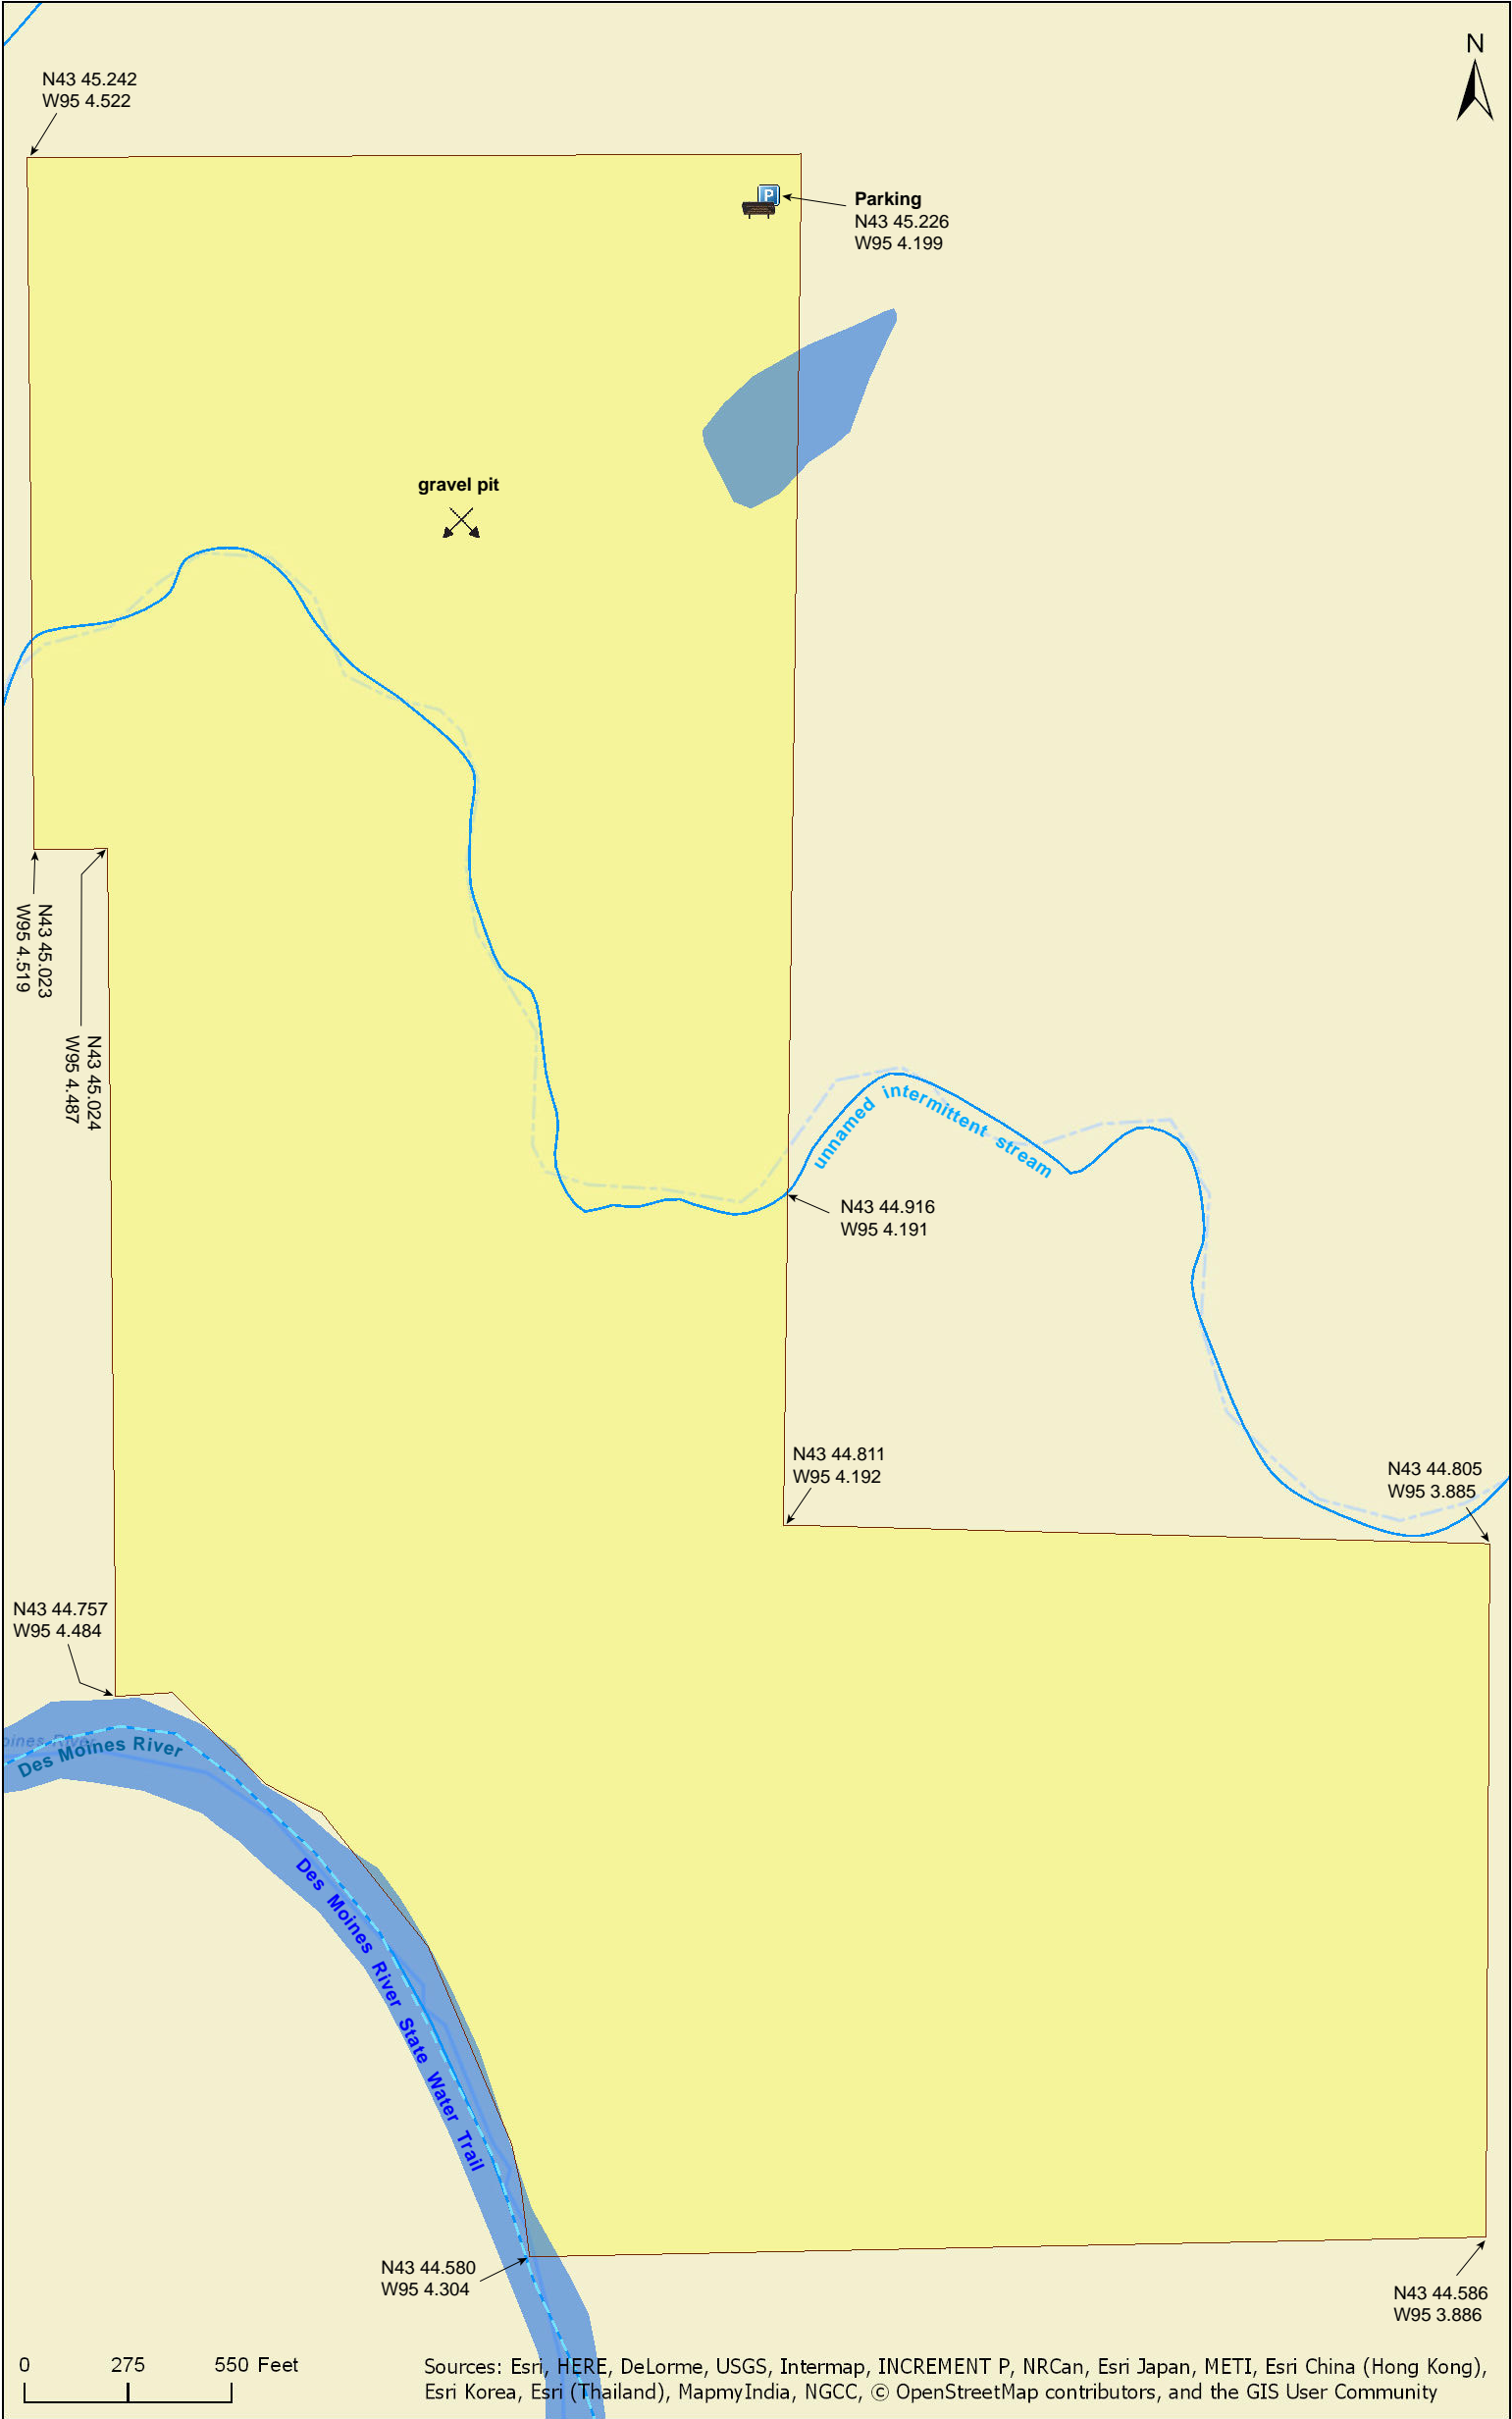 N
N43 45.242
W95 4.522
P
Parking
N43 45.226
W95 4.199
gravel pit
N43 45.023
W95 4.519
N43 45.024
W95 4.487
unnamed intermittent stream
N43 44.916
W95 4.191
N43 44.811
W95 4.192
N43 44.805
W95 3.885
N43 44.757
W95 4.484
oines River
Des Moines River
Des Moines River State Water Trail
N43 44.580
W95 4.304
N43 44.586
W95 3.886
0 275 550 Feet
Sources: Esri, HERE, DeLorme, USGS, Intermap, INCREMENT P, NRCan, Esri Japan, METI, Esri China (Hong Kong),
Esri Korea, Esri (Thailand), MapmyIndia, NGCC, © OpenStreetMap contributors, and the GIS User Community